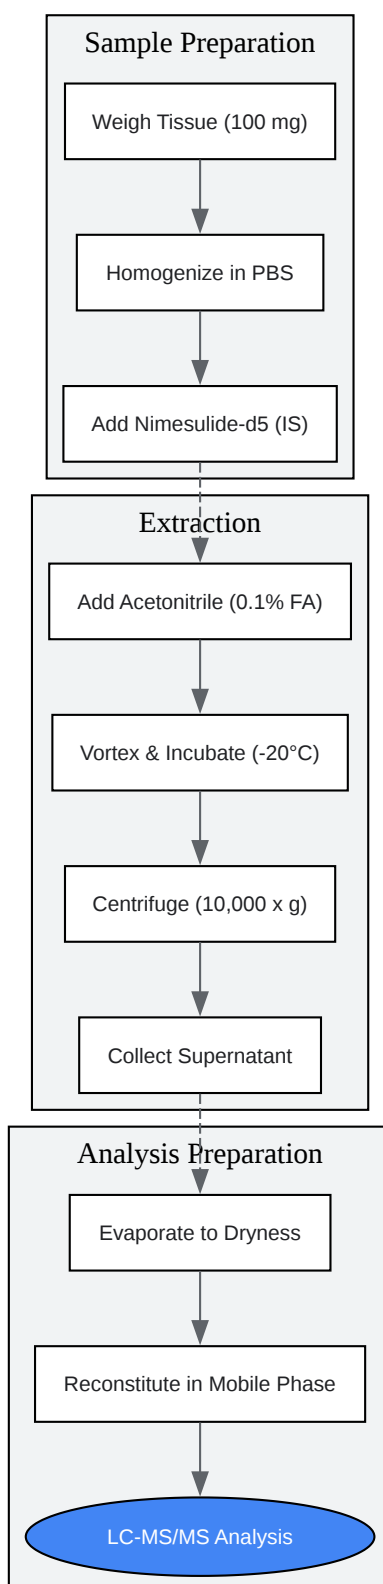 Sample Preparation
Weigh Tissue (100 mg)
Homogenize in PBS
Add Nimesulide-d5 (IS)
Extraction
Add Acetonitrile (0.1% FA)
Vortex & Incubate (-20°C)
Centrifuge (10,000 x g)
Collect Supernatant
Analysis Preparation
Evaporate to Dryness
Reconstitute in Mobile Phase
LC-MS/MS Analysis